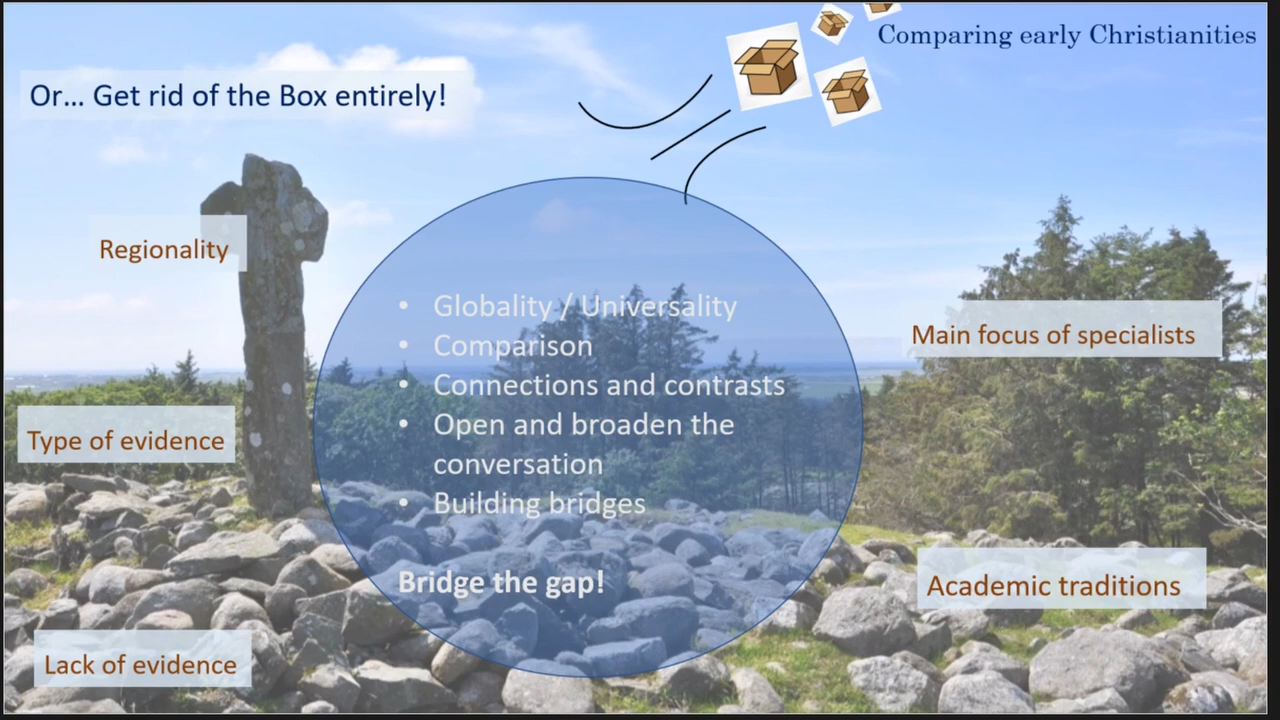 Comparing early Christianities
Or... Get rid of the Box entirely!
Regionality
Type of evidence
Lack of evidence
• Globality / Universality
• Comparison
• Connections and contrasts
• Open and broaden the
conversation
• Building bridges
Bridge the gap!
Main focus of specialists
Academic traditions